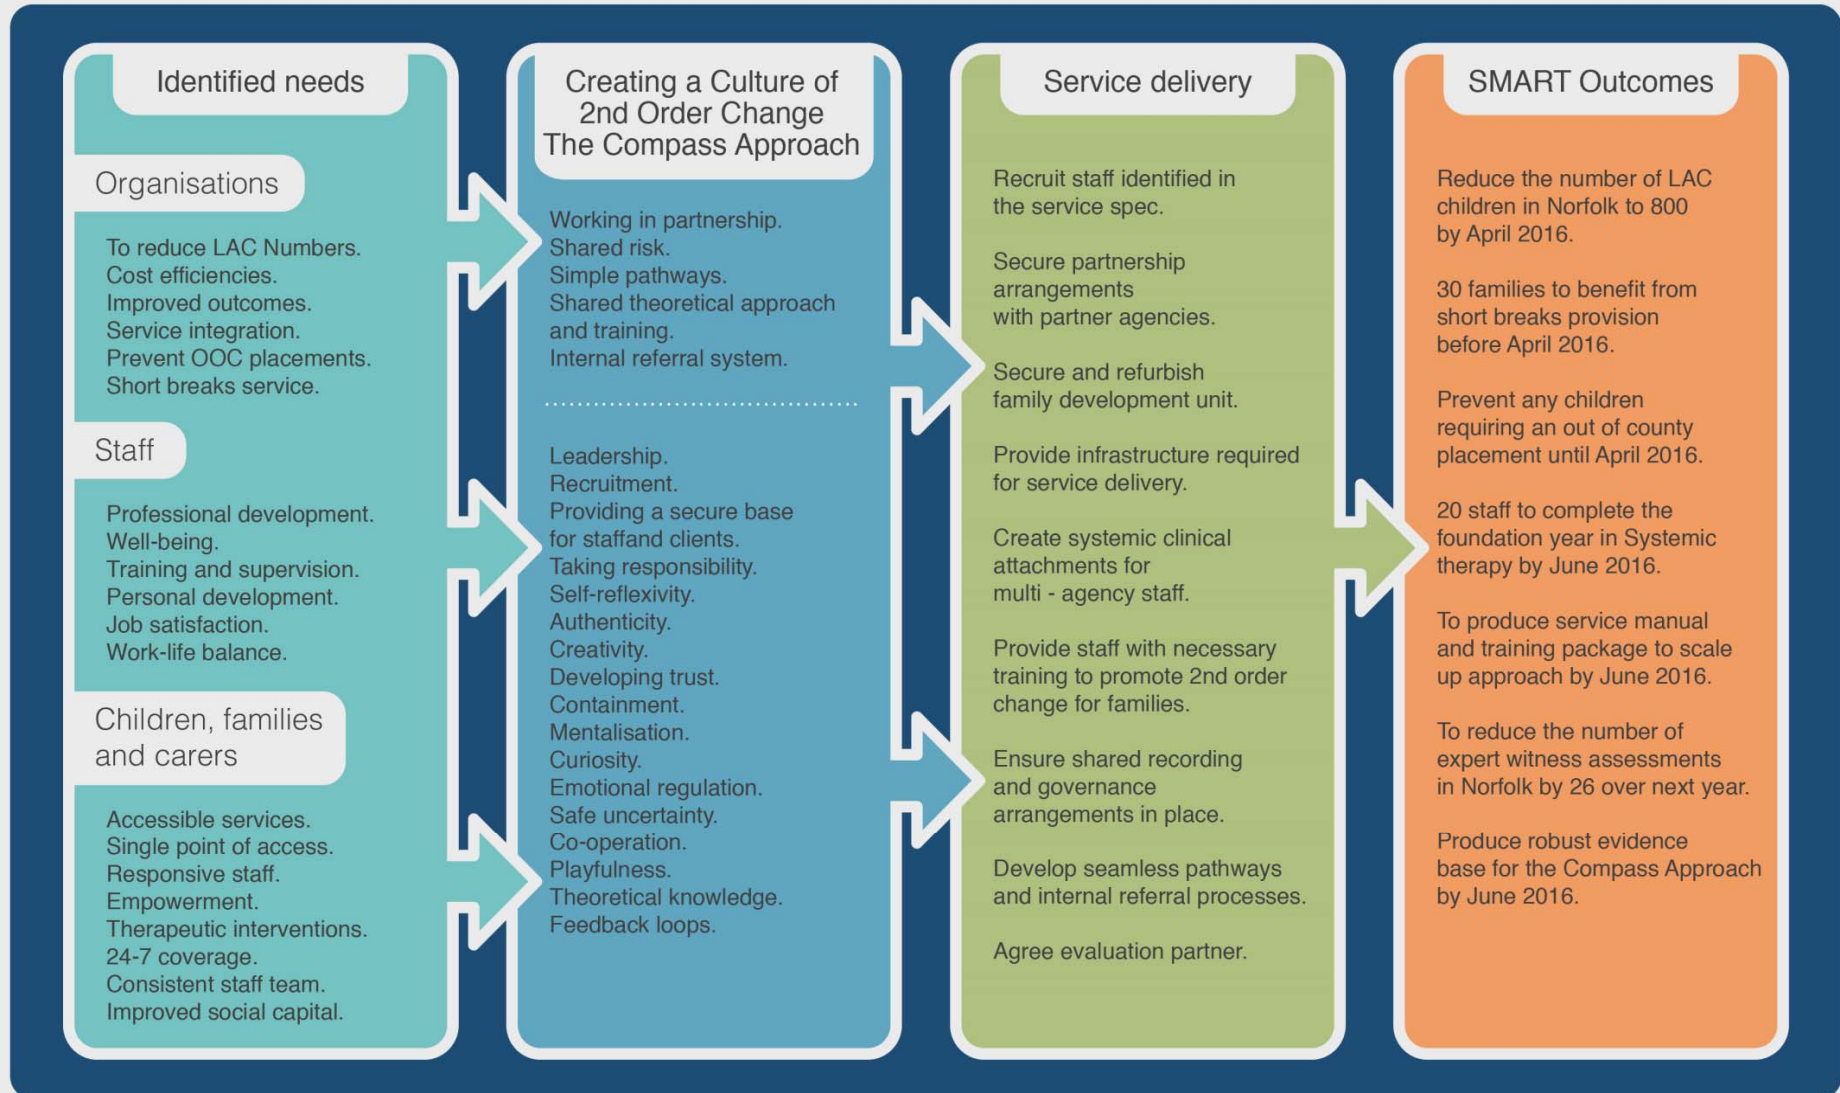 Identified needs
Organisations
To reduce LAC Numbers.
Cost efficiencies.
Improved outcomes.
Service integration.
Prevent OOC placements.
Short breaks service.
Staff
Professional development.
Well-being.
Training and supervision.
Personal development.
Job satisfaction.
Work-life balance.
Children, families
and carers
Accessible services.
Single point of access.
Responsive staff.
Empowerment.
Therapeutic interventions.
24-7 coverage.
Consistent staff team.
Improved social capital.
Creating a Culture of
2nd Order Change
The Compass Approach
Working in partnership.
Shared risk.
Simple pathways.
Shared theoretical approach
and training.
Internal referral system.
Leadership.
Recruitment.
Providing a secure base
for staffand clients.
Taking responsibility.
Self-reflexivity.
Authenticity.
Creativity.
Developing trust.
Containment.
Mentalisation.
Curiosity.
Emotional regulation.
Safe uncertainty.
Co-operation.
Playfulness.
Theoretical knowledge.
Feedback loops.
Service delivery
Recruit staff identified in
the service spec.
Secure partnership
arrangements
with partner agencies.
Secure and refurbish
family development unit.
Provide infrastructure required
for service delivery.
Create systemic clinical
attachments for
multi - agency staff.
Provide staff with necessary
training to promote 2nd order
change for families.
Ensure shared recording
and governance
arrangements in place.
Develop seamless pathways
and internal referral processes.
Agree evaluation partner.
SMART Outcomes
Reduce the number of LAC
children in Norfolk to 800
by April 2016.
30 families to benefit from
short breaks provision
before April 2016.
Prevent any children
requiring an out of county
placement until April 2016.
20 staff to complete the
foundation year in Systemic
therapy by June 2016.
To produce service manual
and training package to scale
up approach by June 2016.
To reduce the number of
expert witness assessments
in Norfolk by 26 over next year.
Produce robust evidence
base for the Compass Approach
by June 2016.